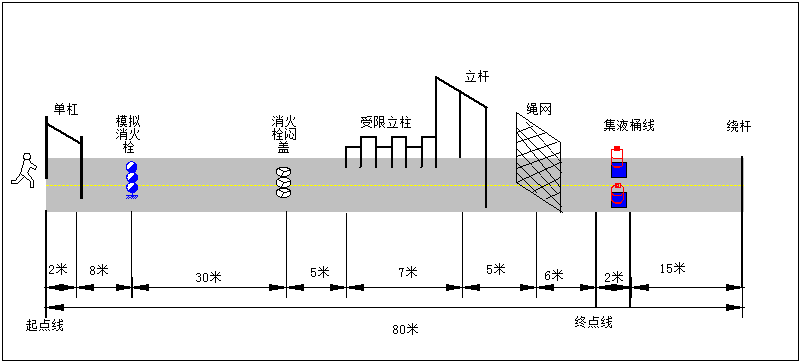 立杆
单杠
模拟
消火
栓
消火
栓闷
盖
受限立柱
绳网
集液桶线
绕杆
2米
8米
30米
5米
7米
5米
6米
2米
15米
起点线
80米
终点线